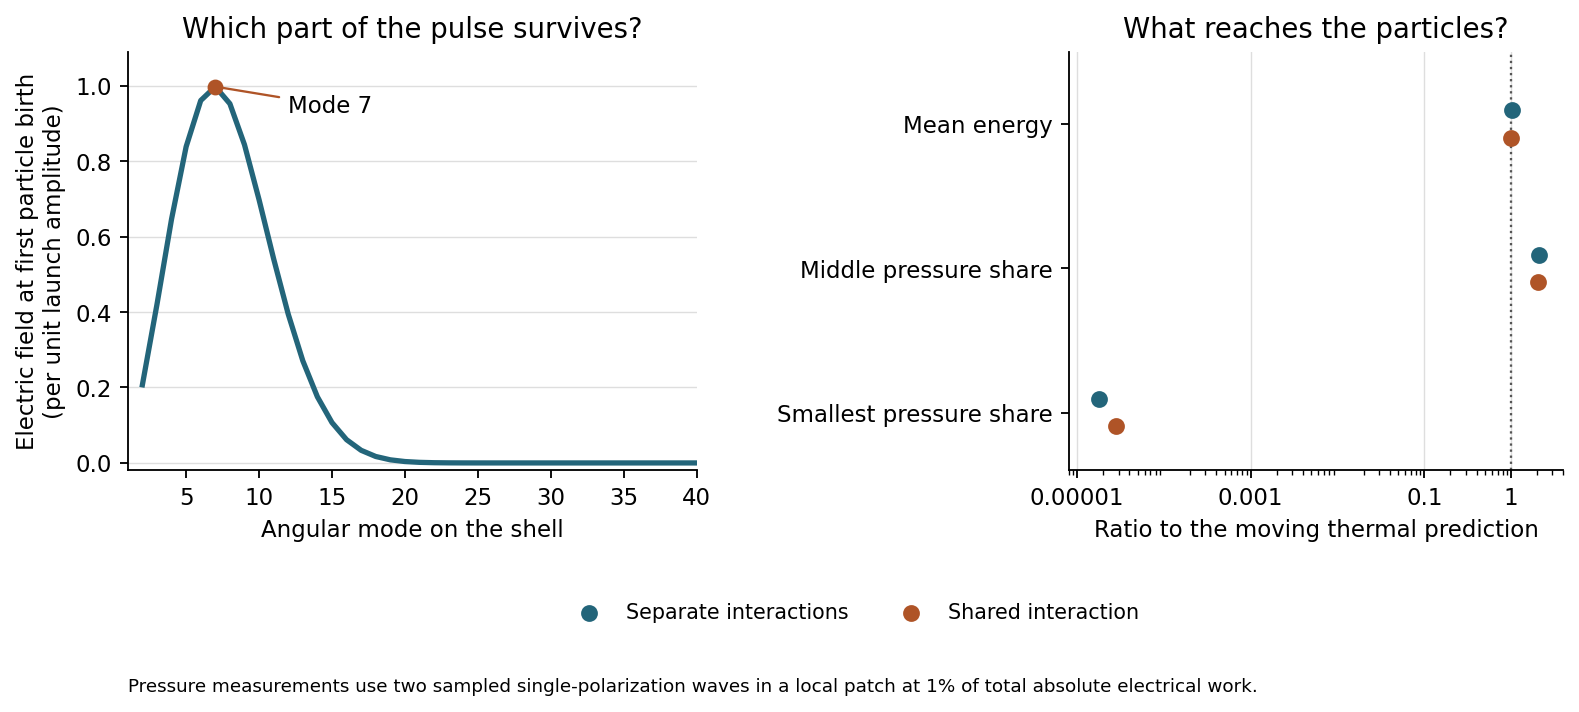 Which part of the pulse survives?
Electric field at first particle birth
(per unit launch amplitude)
1.0
0.8
0.6
0.4
0.2
0.0
Mode 7
5 10 15 20 25 30 35 40
Angular mode on the shell
What reaches the particles?
Mean energy
Middle pressure share
Smallest pressure share
0.00001 0.001 0.1 1
Ratio to the moving thermal prediction
Separate interactions
Shared interaction
Pressure measurements use two sampled single-polarization waves in a local patch at 1% of total absolute electrical work.